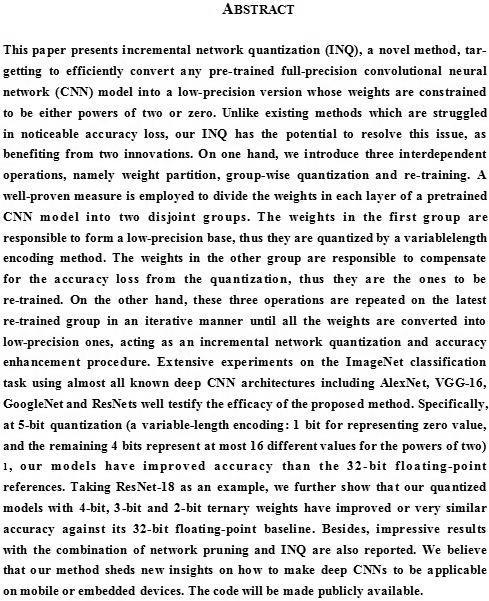 ABSTRACT
This paper presents incremental network quantization (INQ), a novel method, tar-
getting to efficiently convert any pre-trained full-precision convolutional neural
network (CNN) model into a low-precision version whose weights are constrained
to be either powers of two or zero. Unlike existing methods which are struggled
in noticeable accuracy loss, our INQ has the potential to resolve this issue, as
benefiting from two innovations. On one hand, we introduce three interdependent
operations, namely weight partition, group-wise quantization and re-training. A
well-proven measure is employed to divide the weights in each layer of a pretrained
CNN model into two disjoint groups. The weights in the first group are
responsible to form a low-precision base, thus they are quantized by a variablelength
encoding method. The weights in the other group are responsible to compensate
for the accuracy loss from the quantization, thus they are the ones to be
re-trained. On the other hand, these three operations are repeated on the latest
re-trained group in an iterative manner until all the weights are converted into
low-precision ones, acting as an incremental network quantization and accuracy
enhancement procedure. Extensive experiments on the ImageNet classification
task using almost all known deep CNN architectures including AlexNet, VGG-16,
GoogleNet and ResNets well testify the efficacy of the proposed method. Specifically,
at 5-bit quantization (a variable-length encoding: 1 bit for representing zero value,
and the remaining 4 bits represent at most 16 different values for the powers of two)
1, our models have improved accuracy than the 32-bit floating-point
references. Taking ResNet-18 as an example, we further show that our quantized
models with 4-bit, 3-bit and 2-bit ternary weights have improved or very similar
accuracy against its 32-bit floating-point baseline. Besides, impressive results
with the combination of network pruning and INQ are also reported. We believe
that our method sheds new insights on how to make deep CNNs to be applicable
on mobile or embedded devices. The code will be made publicly available.